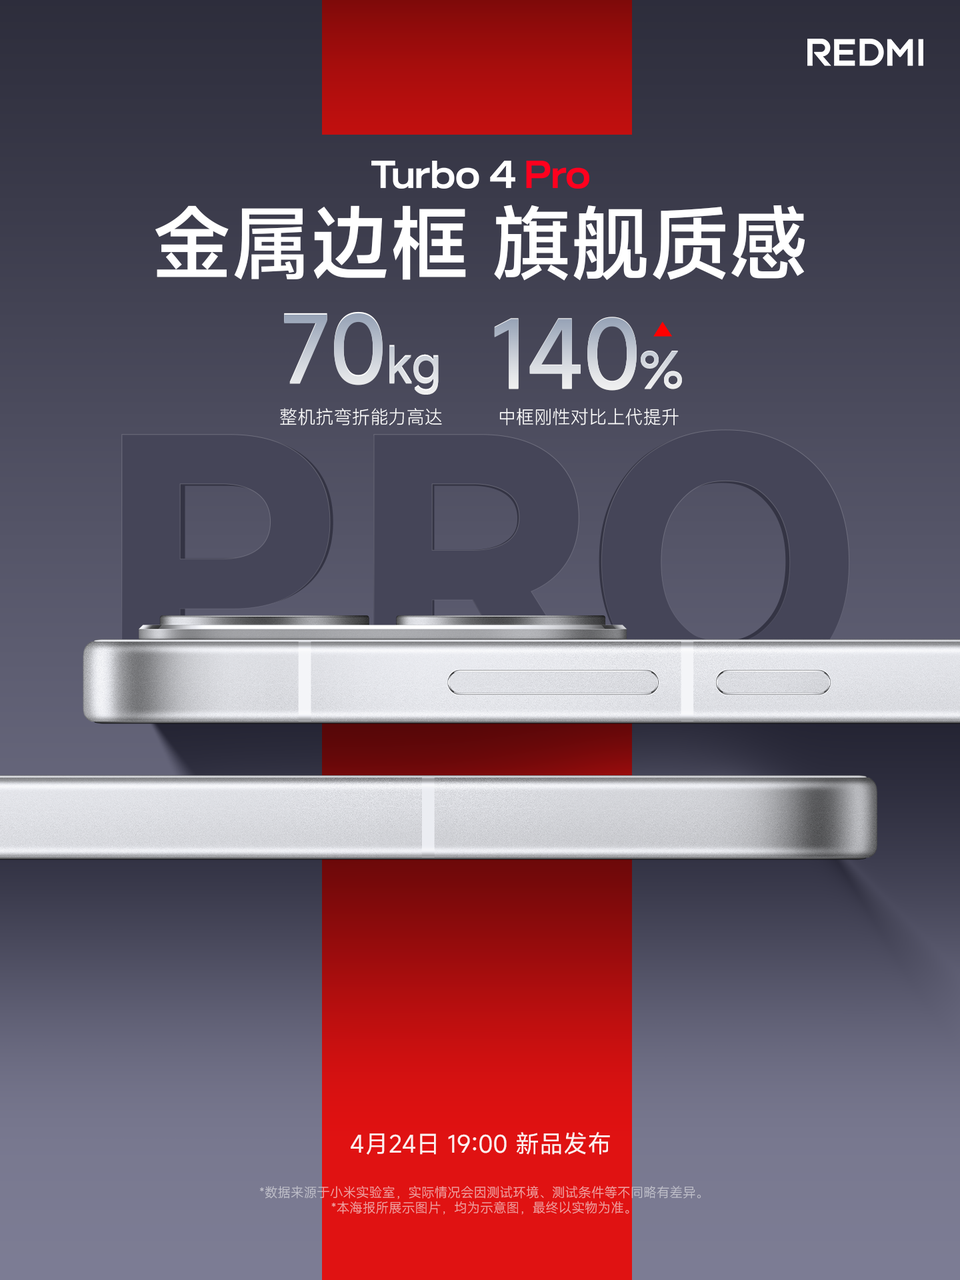 REDMI
Turbo 4 Pro
金属边框 旗舰质感
70kg 140%
整机抗弯折能力高达 中框刚性对比上代提升
PRO
4月24日 19:00 新品发布
*数据来源于小米实验室，实际情况会因测试环境、测试条件等不同略有差异。
*本海报所展示图片，均为示意图，最终以实物为准。